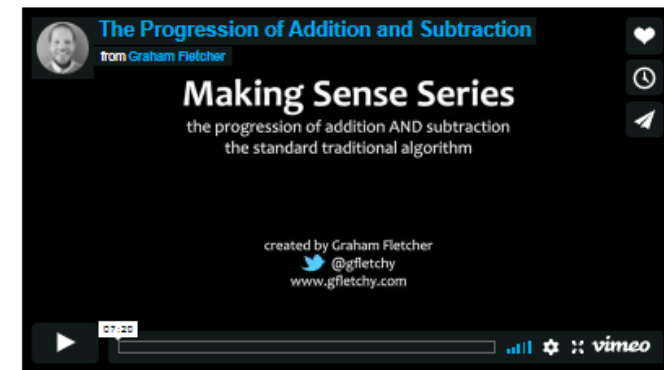 The Progression of Addition and Subtraction
from Graham Fletcher
Making Sense Series
the progression of addition AND subtraction
the standard traditional algorithm
created by Graham Fletcher
@gfletchy
www.gfletchy.com
07:20
vimeo